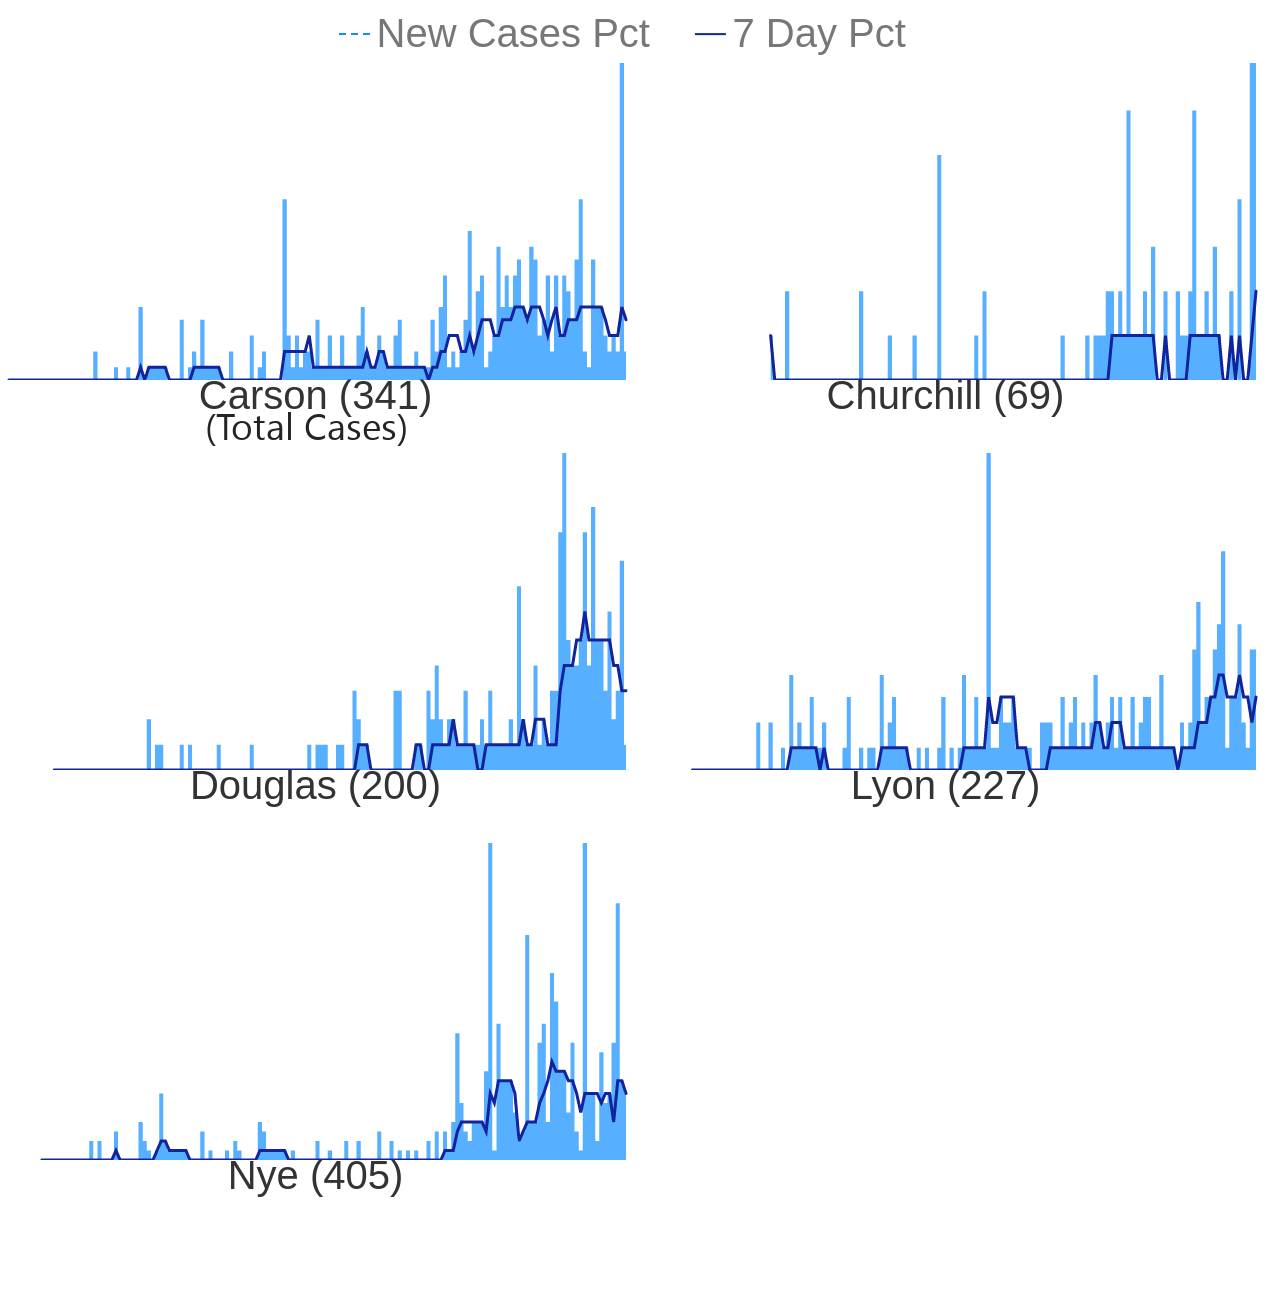 New Cases Pct 7 Day Pct
Carson (341) Churchill (69)
(Total Cases)
Douglas (200) Lyon (227)
Nye (405)